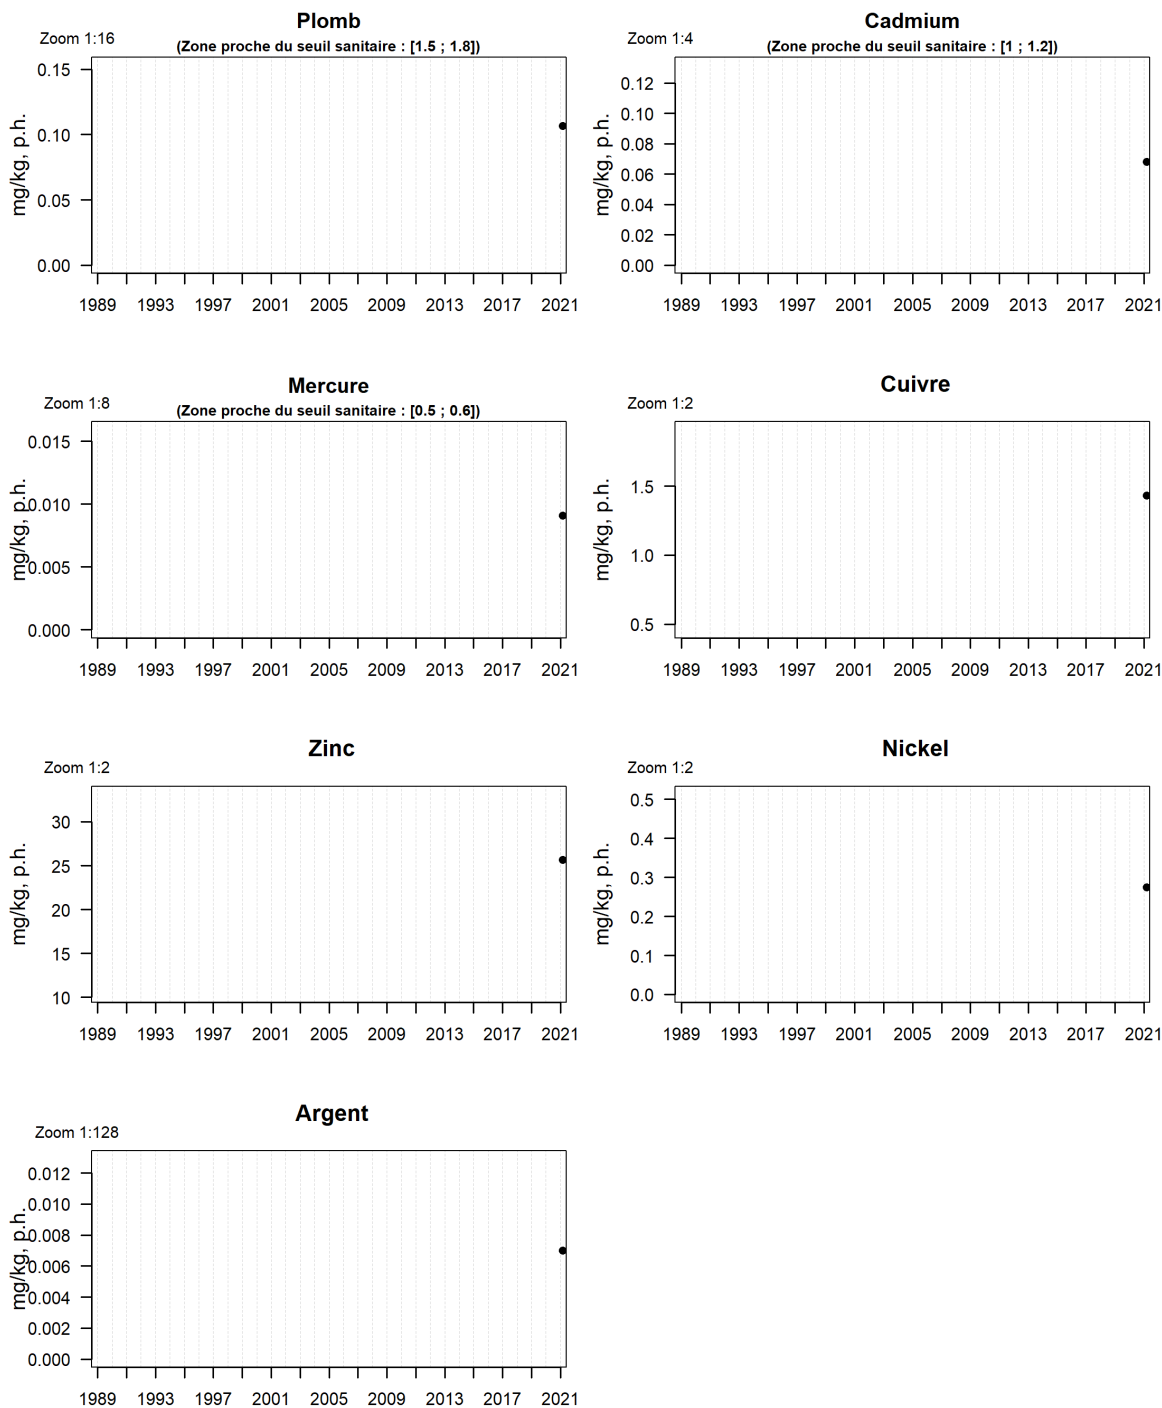 Plomb
Zoom 1:16
(Zone proche du seuil sanitaire : [1.5 ; 1.8])
mg/kg, p.h.
0.15
0.10
0.05
0.00
1989 1993 1997 2001 2005 2009 2013 2017 2021
Cadmium
Zoom 1:4
(Zone proche du seuil sanitaire : [1 ; 1.2])
mg/kg, p.h.
0.12
0.10
0.08
0.06
0.04
0.02
0.00
1989 1993 1997 2001 2005 2009 2013 2017 2021
Mercure
Zoom 1:8
(Zone proche du seuil sanitaire : [0.5 ; 0.6])
mg/kg, p.h.
0.015
0.010
0.005
0.000
1989 1993 1997 2001 2005 2009 2013 2017 2021
Cuivre
Zoom 1:2
mg/kg, p.h.
1.5
1.0
0.5
1989 1993 1997 2001 2005 2009 2013 2017 2021
Zinc
Zoom 1:2
mg/kg, p.h.
30
25
20
15
10
1989 1993 1997 2001 2005 2009 2013 2017 2021
Nickel
Zoom 1:2
mg/kg, p.h.
0.5
0.4
0.3
0.2
0.1
0.0
1989 1993 1997 2001 2005 2009 2013 2017 2021
Argent
Zoom 1:128
mg/kg, p.h.
0.012
0.010
0.008
0.006
0.004
0.002
0.000
1989 1993 1997 2001 2005 2009 2013 2017 2021